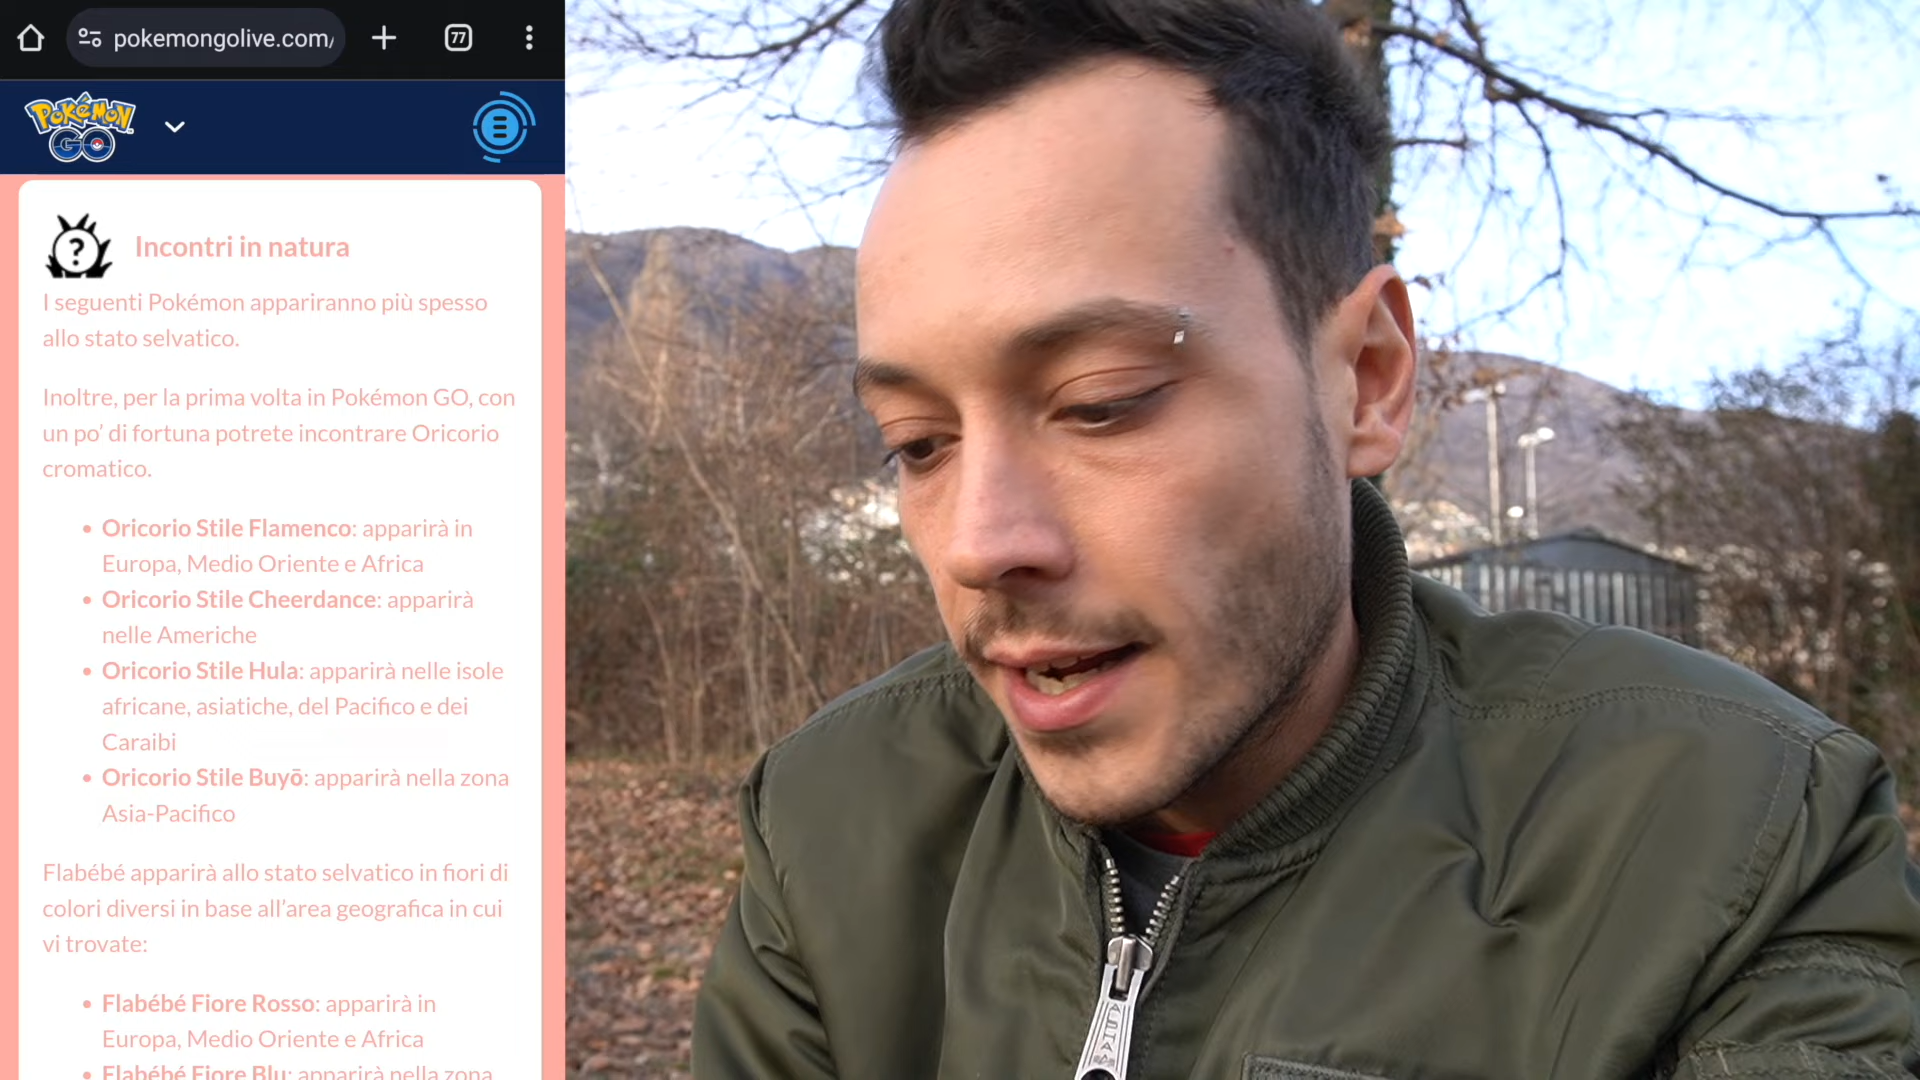 pokemongolive.com/
77
POKÉMON
GO
Incontri in natura
I seguenti Pokémon appariranno più spesso
allo stato selvatico.
Inoltre, per la prima volta in Pokémon GO, con
un po’ di fortuna potrete incontrare Oricorio
cromatico.
• Oricorio Stile Flamenco: apparirà in
Europa, Medio Oriente e Africa
• Oricorio Stile Cheerdance: apparirà
nelle Americhe
• Oricorio Stile Hula: apparirà nelle isole
africane, asiatiche, del Pacifico e dei
Caraibi
• Oricorio Stile Buyō: apparirà nella zona
Asia-Pacifico
Flabébé apparirà allo stato selvatico in fiori di
colori diversi in base all’area geografica in cui
vi trovate:
• Flabébé Fiore Rosso: apparirà in
Europa, Medio Oriente e Africa
• Flabébé Fiore Blu: apparirà nella zona